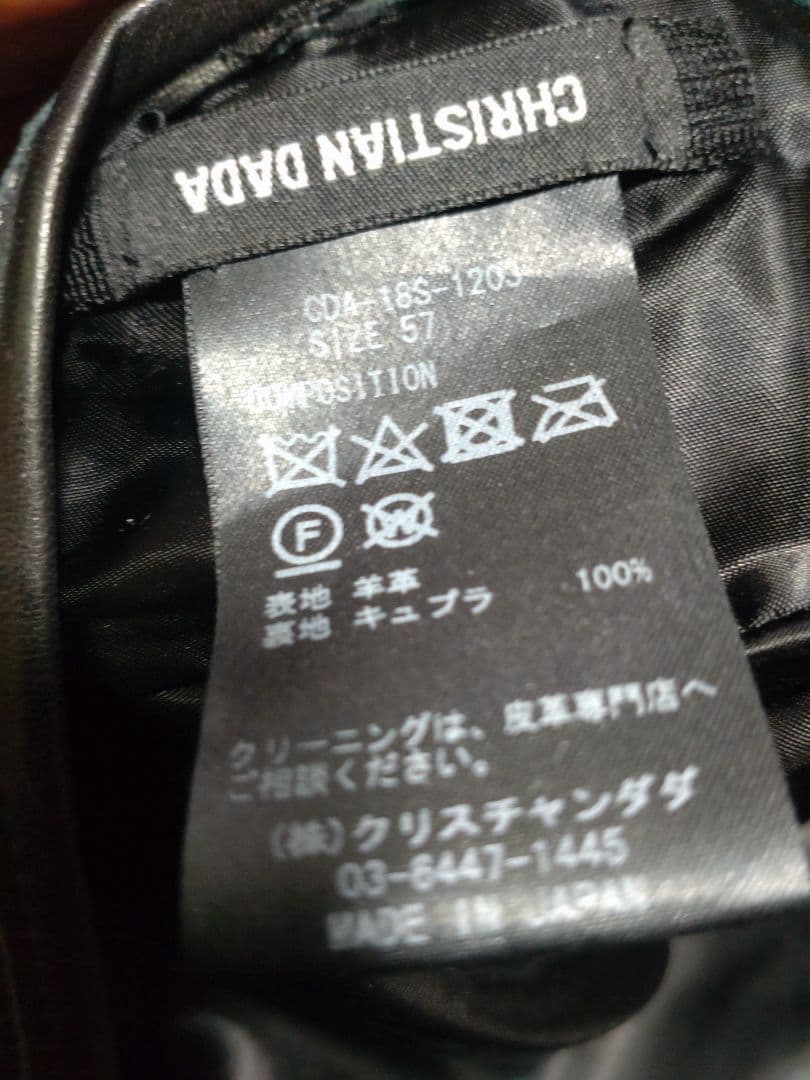 CHRISTIAN DADA
CDA-18S-1203
SIZE 57
COMPOSITION
F
W
表地 羊革
裏地 キュプラ 100%
クリーニングは、皮革専門店へ
ご相談ください。
(株)クリスチャンダダ
03-6447-1445
MADE IN JAPAN